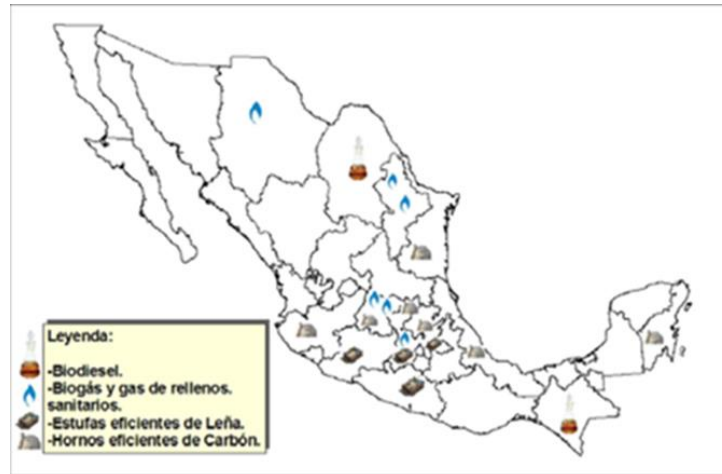 Leyenda:
-Biodiesel.
-Biogás y gas de rellenos.
sanitarios.
-Estufas eficientes de Leña.
-Hornos eficientes de Carbón.